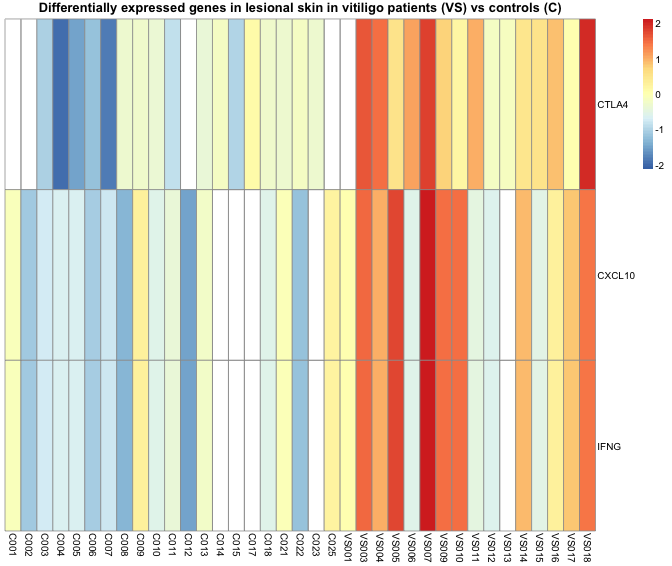 Differentially expressed genes in lesional skin in vitiligo patients (VS) vs controls (C)
2
1
0
-1
-2
CTLA4
CXCL10
IFNG
C001
C002
C003
C004
C005
C006
C007
C008
C009
C010
C011
C012
C013
C014
C015
C017
C018
C021
C022
C023
C025
VS001
VS003
VS004
VS005
VS006
VS007
VS009
VS010
VS011
VS012
VS013
VS014
VS015
VS016
VS017
VS018